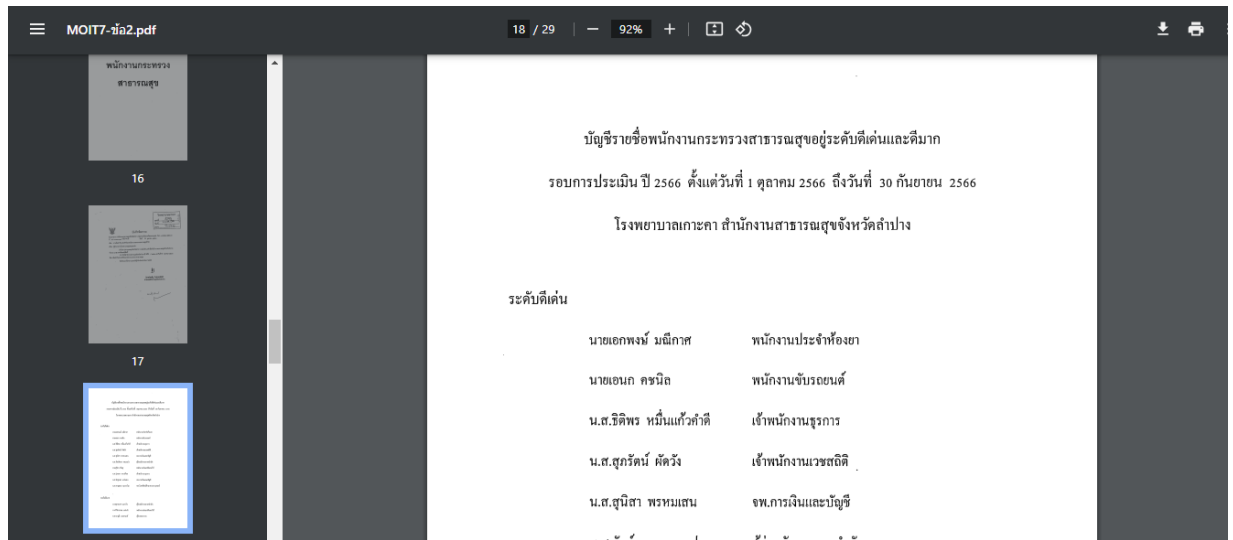 MOIT7-ข้อ2.pdf
18 / 29
92%
พนักงานกระทรวง
สาธารณสุข
16
17
บัญชีรายชื่อพนักงานกระทรวงสาธารณสุขอยู่ระดับดีเด่นและดีมาก
รอบการประเมิน ปี 2566 ตั้งแต่วันที่ 1 ตุลาคม 2566 ถึงวันที่ 30 กันยายน 2566
โรงพยาบาลเกาะคา สำนักงานสาธารณสุขจังหวัดลำปาง
ระดับดีเด่น
นายเอกพงษ์ มณีกาศ พนักงานประจำห้องยา
นายเอนก คชนิล พนักงานขับรถยนต์
น.ส.ธิติพร หมื่นแก้วคำดี เจ้าพนักงานธุรการ
น.ส.สุภรัตน์ ผัดวัง เจ้าพนักงานเวชสถิติ
น.ส.สุนิสา พรหมเสน จพ.การเงินและบัญชี